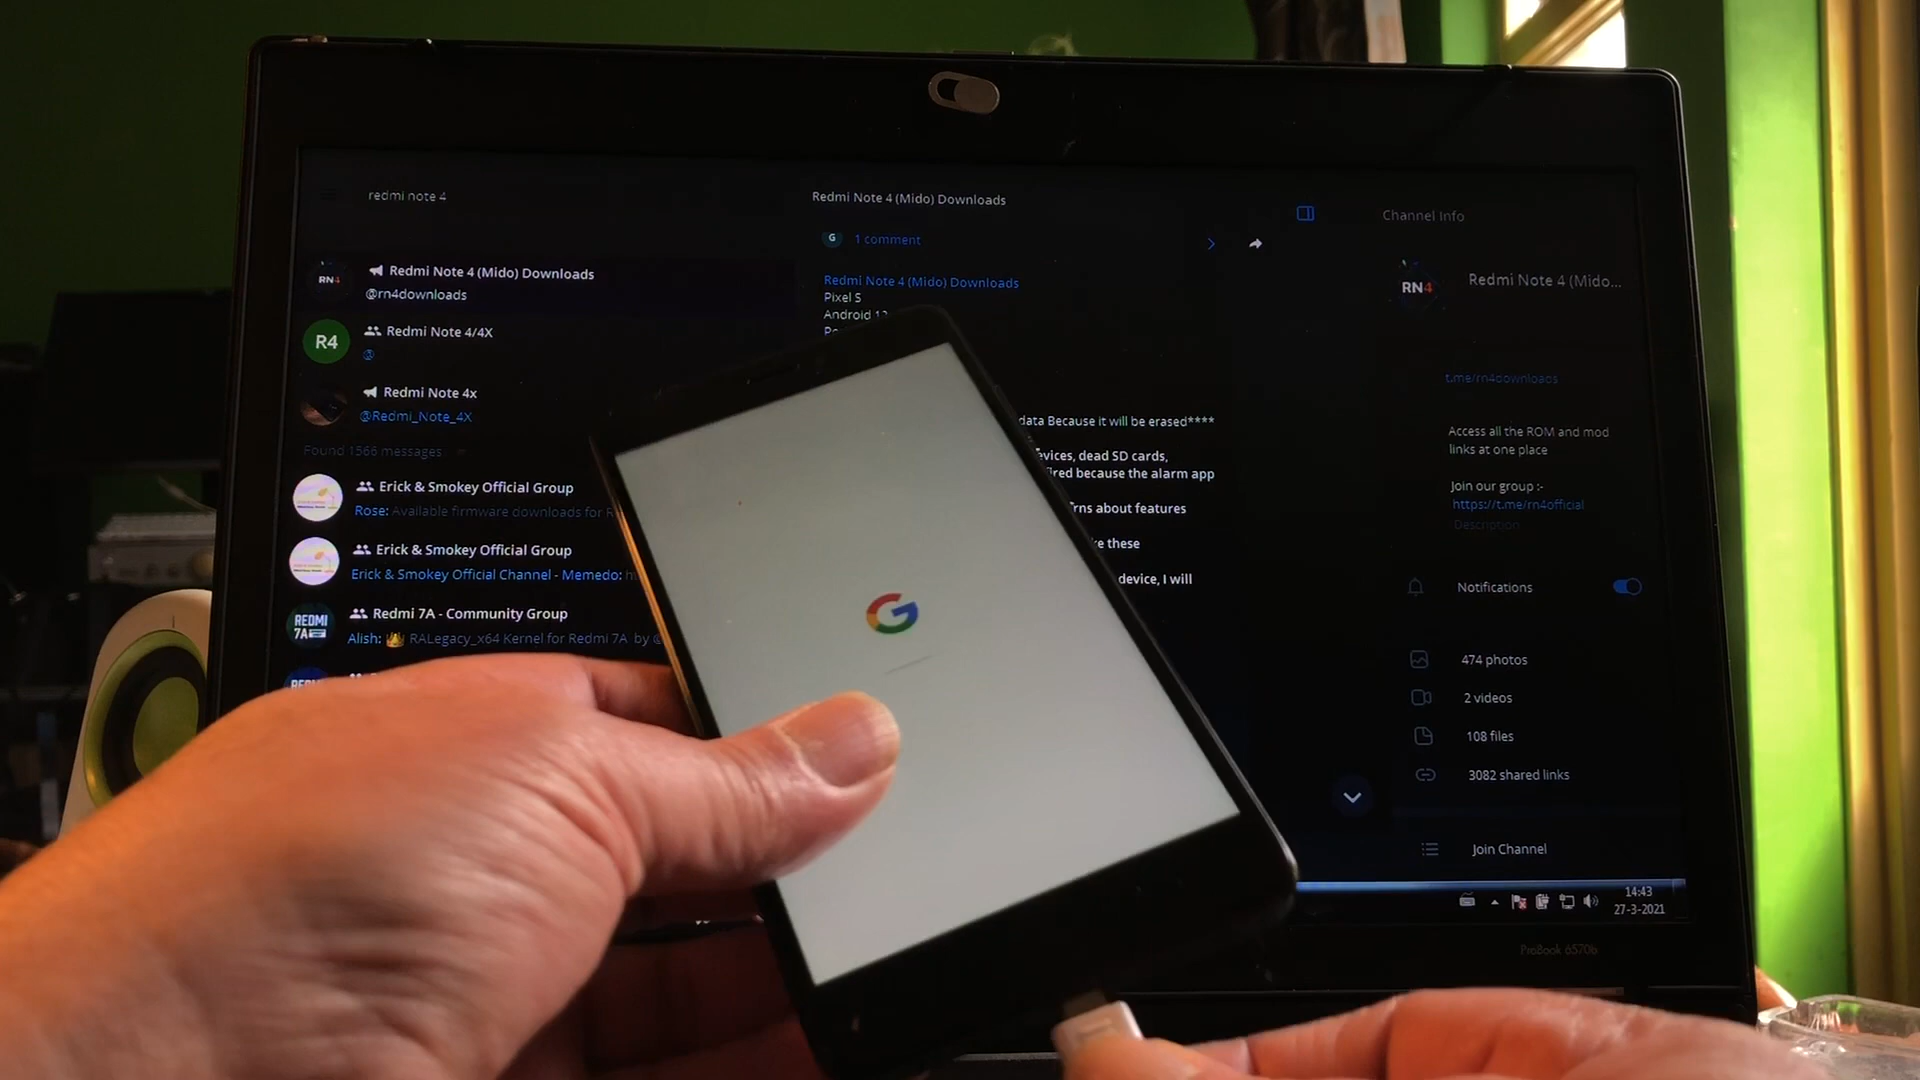 redmi note 4
Redmi Note 4 (Mido) Downloads
@rn4downloads
R4
Redmi Note 4/4X
@
Redmi Note 4x
@Redmi_Note_4X
Found 1566 messages
Erick & Smokey Official Group
Rose: Available firmware downloads for
Erick & Smokey Official Group
Erick & Smokey Official Channel - Memedo:
REDMI 7A
Redmi 7A - Community Group
Alish: 👑 RALegacy_x64 Kernel for Redmi 7A by
Redmi Note 4 (Mido) Downloads
G 1 comment
Redmi Note 4 (Mido) Downloads
Pixel 5
Android
data Because it will be erased****
devices, dead SD cards,
fired because the alarm app
about features
these
device, I will
G
Channel Info
RN4
Redmi Note 4 (Mido...
t.me/rn4downloads
Access all the ROM and mod
links at one place
Join our group :-
https://t.me/rn4official
Description
Notifications
474 photos
2 videos
108 files
3082 shared links
Join Channel
14:43
27-3-2021
ProBook 6570b